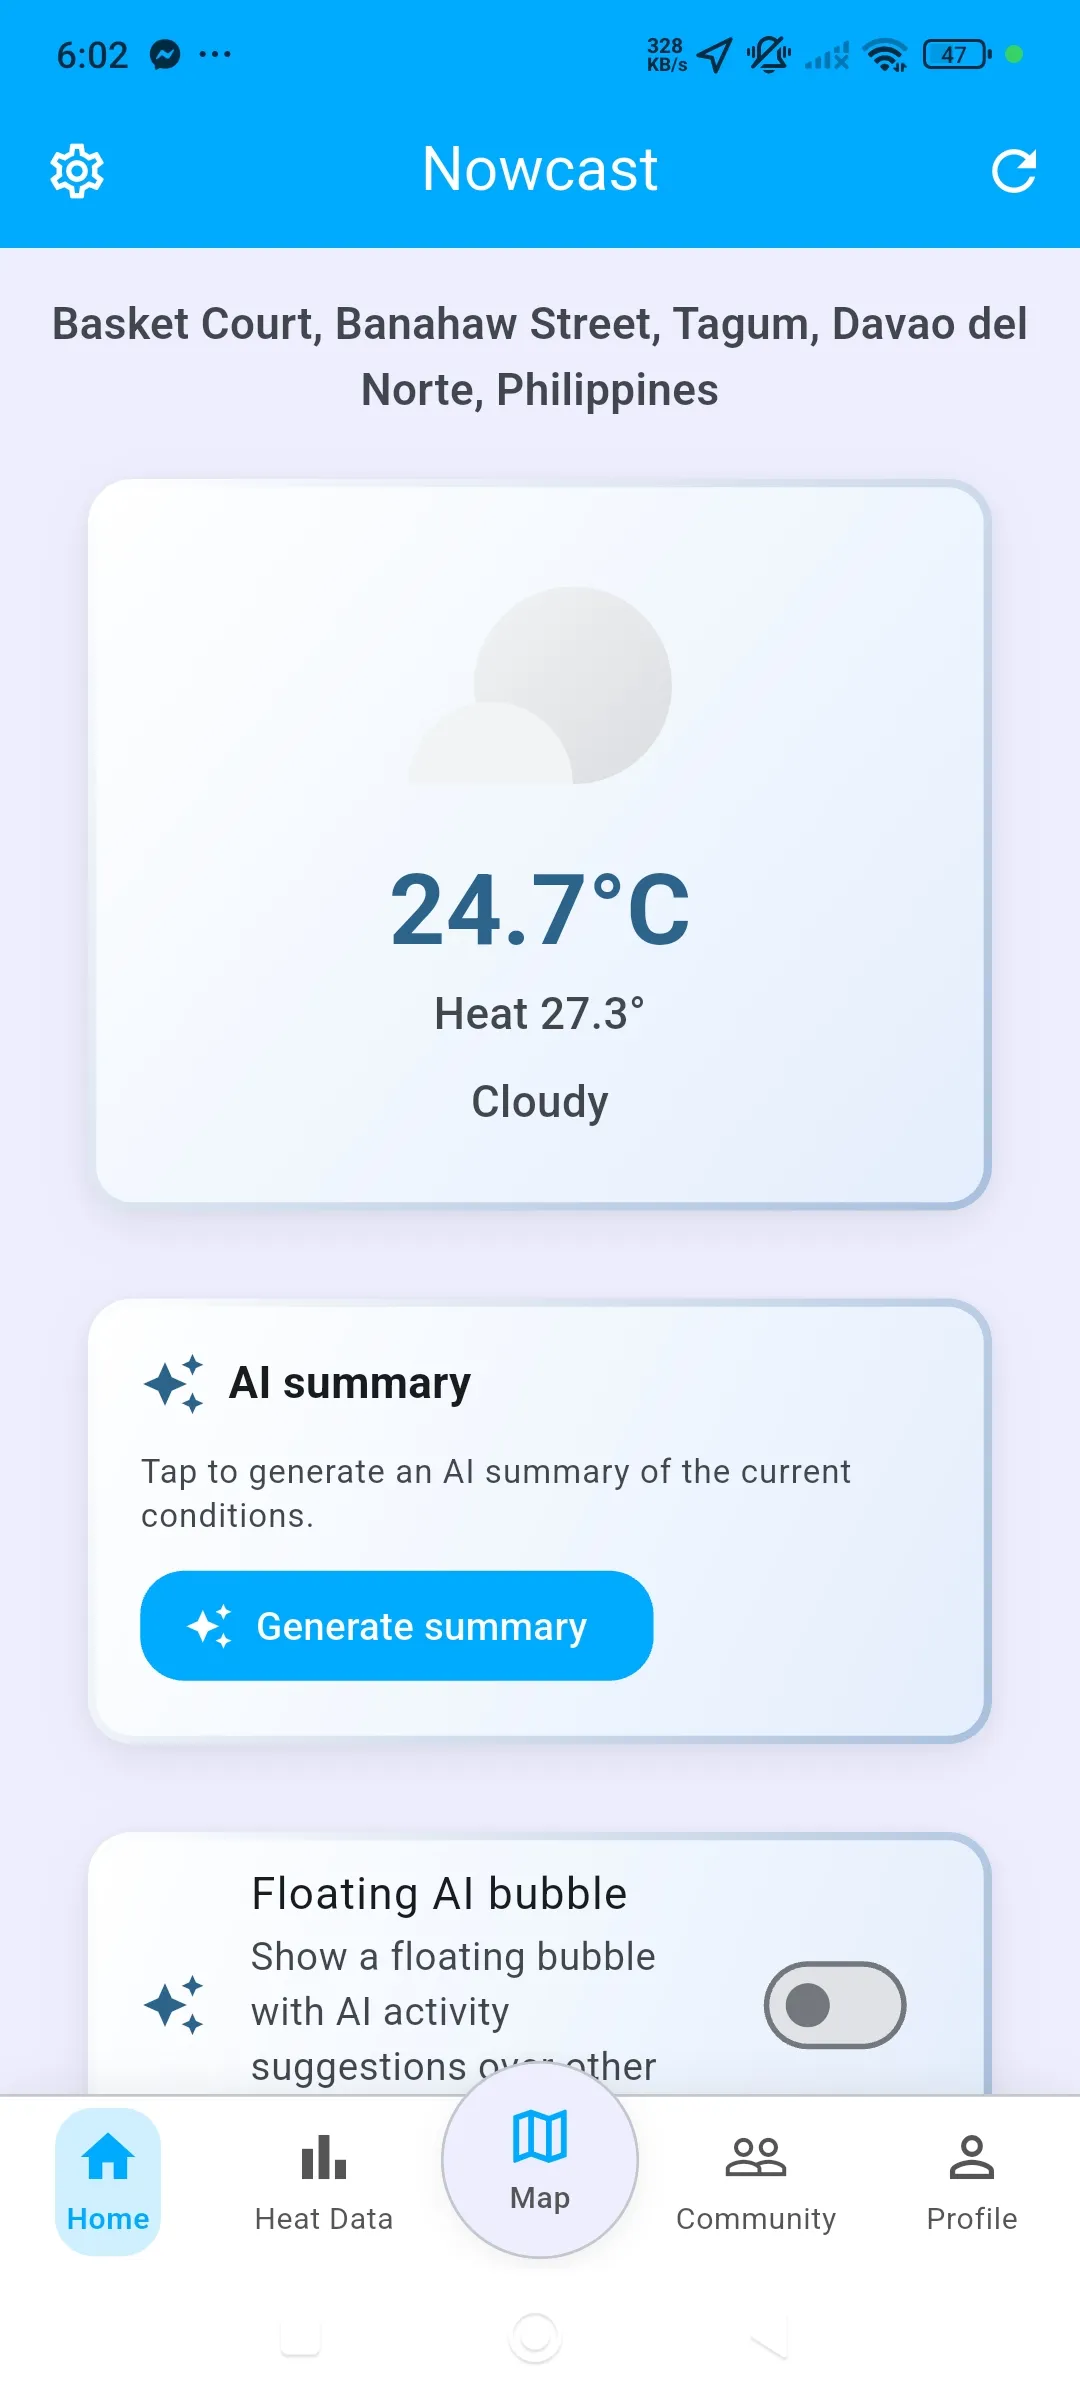 6:02
328
KB/s
47
Nowcast
Basket Court, Banahaw Street, Tagum, Davao del
Norte, Philippines
24.7°C
Heat 27.3°
Cloudy
AI summary
Tap to generate an AI summary of the current
conditions.
Generate summary
Floating AI bubble
Show a floating bubble
with AI activity
suggestions over other
Home
Heat Data
Map
Community
Profile